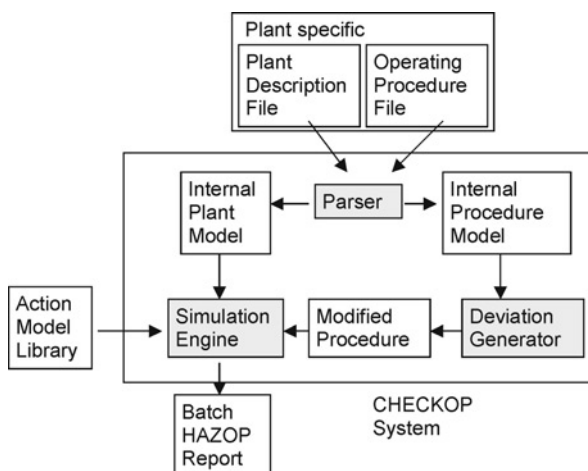 Plant specific
Plant
Description
File
Operating
Procedure
File
Internal
Plant
Model
Parser
Internal
Procedure
Model
Action
Model
Library
Simulation
Engine
Modified
Procedure
Deviation
Generator
Batch
HAZOP
Report
CHECKOP
System